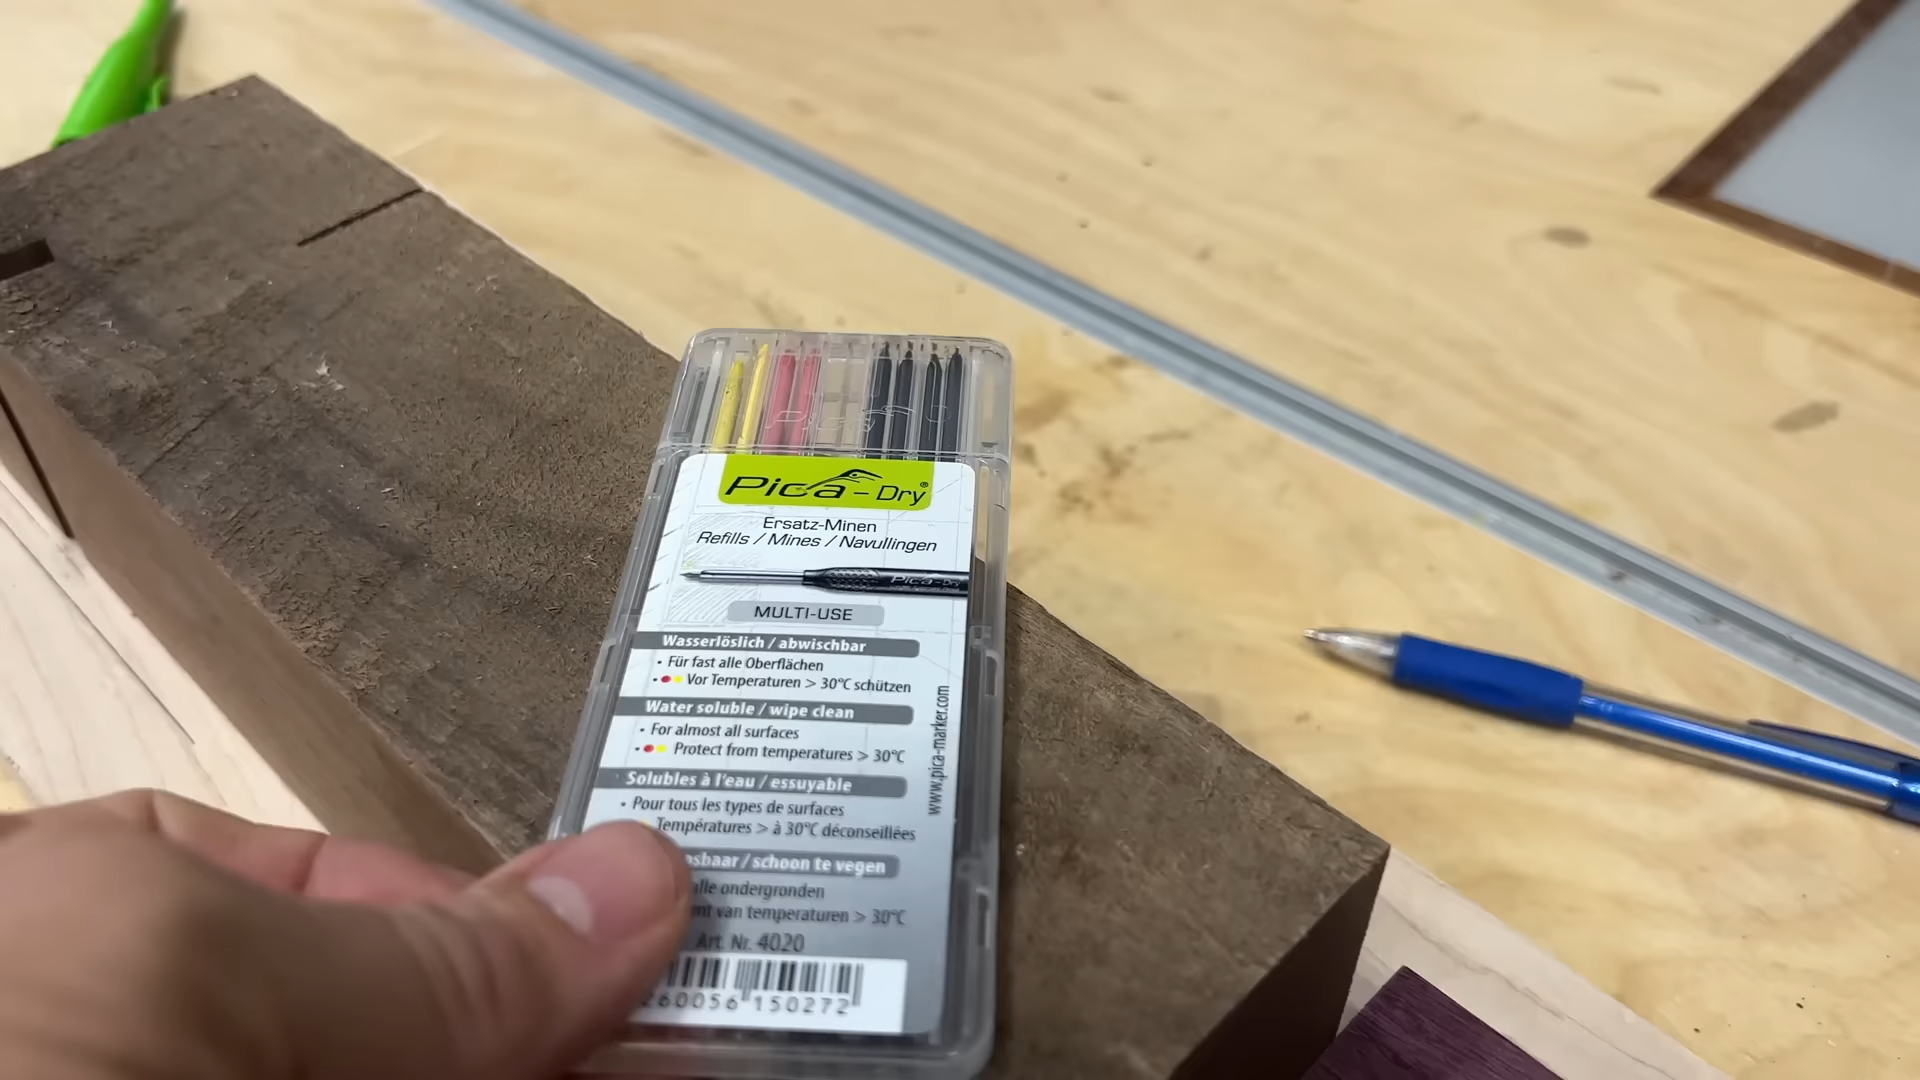 Pica-Dry®
Ersatz-Minen
Refills / Mines / Navullingen
Pica-Dry
MULTI-USE
Wasserlöslich / abwischbar
• Für fast alle Oberflächen
• Vor Temperaturen > 30°C schützen
Water soluble / wipe clean
• For almost all surfaces
• Protect from temperatures > 30°C
Solubles à l'eau / essuyable
• Pour tous les types de surfaces
Températures > à 30°C déconseillées
/ schoon te vegen
alle ondergronden
van temperaturen > 30°C
Art. Nr. 4020
260056 150272
www.pica-marker.com